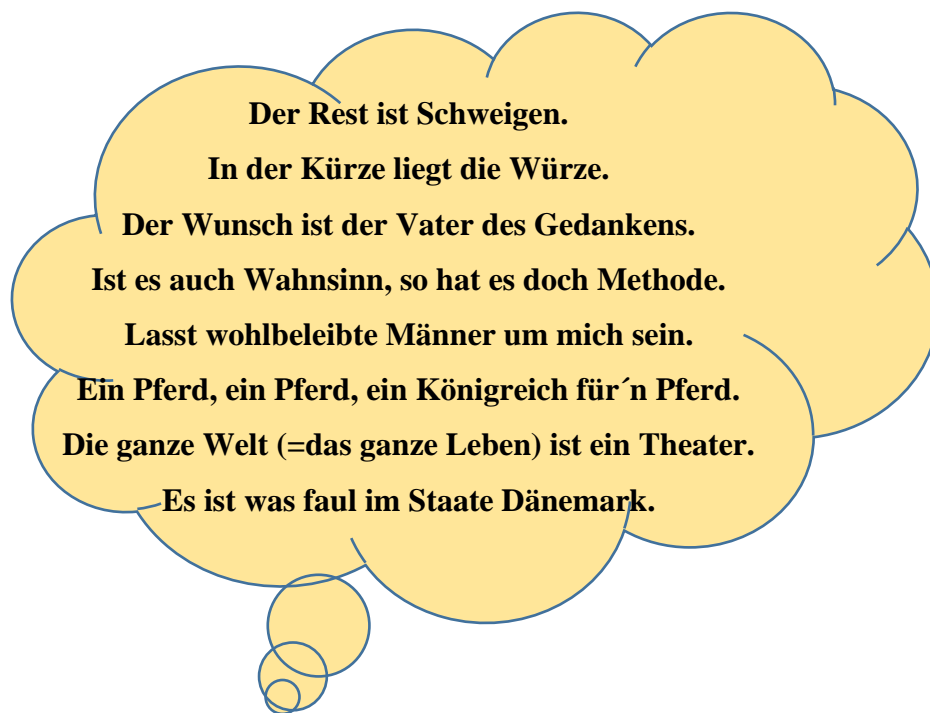 Der Rest ist Schweigen.
In der Kürze liegt die Würze.
Der Wunsch ist der Vater des Gedankens.
Ist es auch Wahnsinn, so hat es doch Methode.
Lasst wohlbeleibte Männer um mich sein.
Ein Pferd, ein Pferd, ein Königreich für´n Pferd.
Die ganze Welt (=das ganze Leben) ist ein Theater.
Es ist was faul im Staate Dänemark.